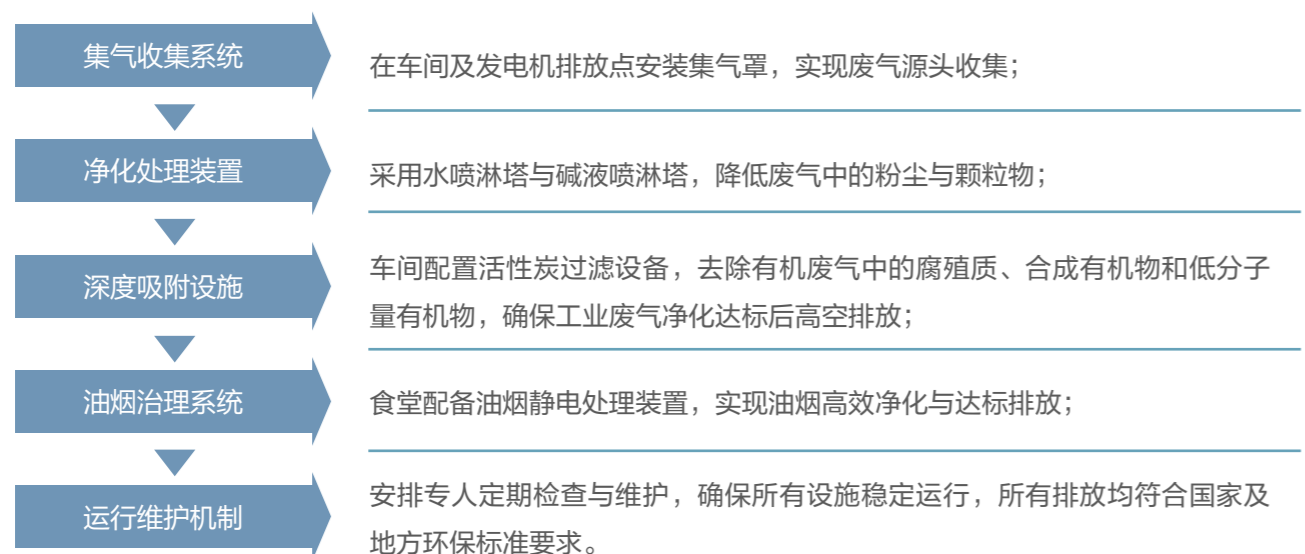 集气收集系统
在车间及发电机排放点安装集气罩，实现废气源头收集；
净化处理装置
采用水喷淋塔与碱液喷淋塔，降低废气中的粉尘与颗粒物；
深度吸附设施
车间配置活性炭过滤设备，去除有机废气中的腐殖质、合成有机物和低分子
量有机物，确保工业废气净化达标后高空排放；
油烟治理系统
食堂配备油烟静电处理装置，实现油烟高效净化与达标排放；
运行维护机制
安排专人定期检查与维护，确保所有设施稳定运行，所有排放均符合国家及
地方环保标准要求。